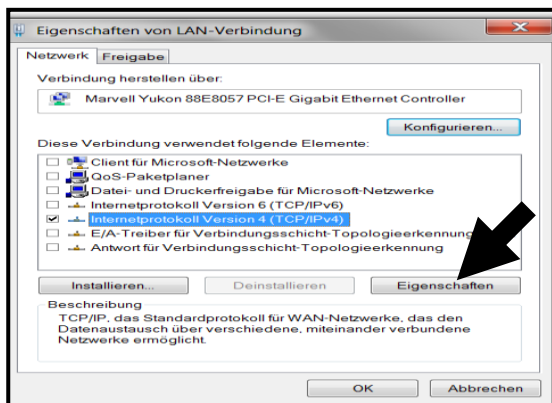 Eigenschaften von LAN-Verbindung
Netzwerk Freigabe
Verbindung herstellen über:
Marvell Yukon 88E8057 PCI-E Gigabit Ethernet Controller
Konfigurieren...
Diese Verbindung verwendet folgende Elemente:
Client für Microsoft-Netzwerke
QoS-Paketplaner
Datei- und Druckerfreigabe für Microsoft-Netzwerke
Internetprotokoll Version 6 (TCP/IPv6)
Internetprotokoll Version 4 (TCP/IPv4)
E/A-Treiber für Verbindungsschicht-Topologieerkennung
Antwort für Verbindungsschicht-Topologieerkennung
Installieren... Deinstallieren Eigenschaften
Beschreibung
TCP/IP, das Standardprotokoll für WAN-Netzwerke, das den
Datenaustausch über verschiedene, miteinander verbundene
Netzwerke ermöglicht.
OK Abbrechen